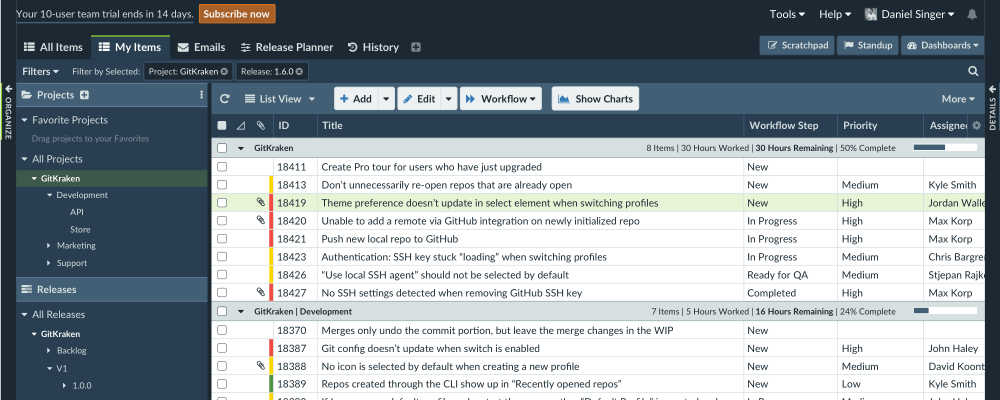 Your 10-user team trial ends in 14 days. Subscribe now
Tools Help Daniel Singer
All Items My Items Emails Release Planner History
Scratchpad Standup Dashboards
Filters Filter by Selected: Project: GitKraken Release: 1.6.0
ORGANIZE
DETAILS
Projects
Favorite Projects
Drag projects to your Favorites
All Projects
GitKraken
Development
API
Store
Marketing
Support
Releases
All Releases
GitKraken
Backlog
V1
1.0.0
List View Add Edit Workflow Show Charts More
ID Title Workflow Step Priority Assignee
GitKraken 8 Items | 30 Hours Worked | 30 Hours Remaining | 50% Complete
18411 Create Pro tour for users who have just upgraded New
18413 Don't unnecessarily re-open repos that are already open New Medium Kyle Smith
18419 Theme preference doesn't update in select element when switching profiles New High Jordan Walle
18420 Unable to add a remote via GitHub integration on newly initialized repo In Progress High Max Korp
18421 Push new local repo to GitHub In Progress High Max Korp
18423 Authentication: SSH key stuck “loading” when switching profiles In Progress Medium Chris Bargre
18426 “Use local SSH agent” should not be selected by default Ready for QA Medium Stjepan Rajk
18427 No SSH settings detected when removing GitHub SSH key Completed High Max Korp
GitKraken | Development 7 Items | 5 Hours Worked | 16 Hours Remaining | 24% Complete
18370 Merges only undo the commit portion, but leave the merge changes in the WIP New
18387 Git config doesn't update when switch is enabled New High John Haley
18388 No icon is selected by default when creating a new profile New Medium David Koont
18389 Repos created through the CLI show up in “Recently opened repos” New Low Kyle Smith